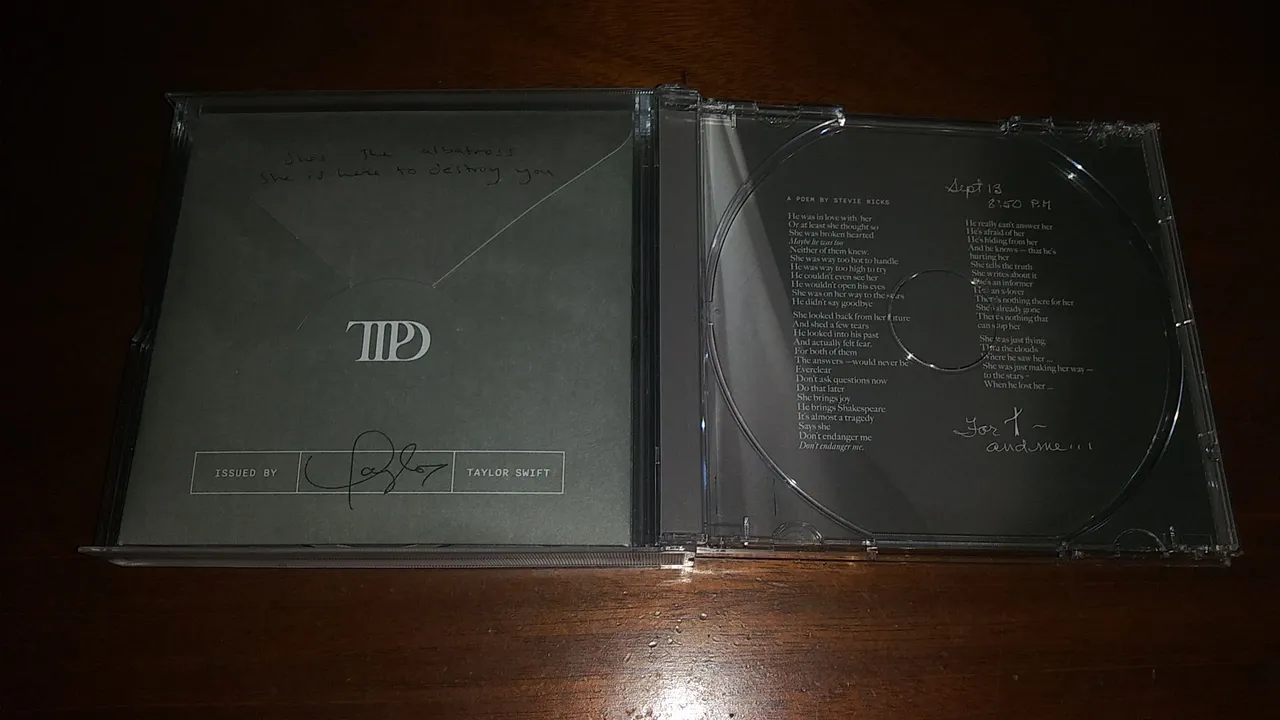 She's the albatross
She is here to destroy you
TTPD
ISSUED BY
Taylor
TAYLOR SWIFT
A POEM BY STEVIE NICKS
He was in love with her
Or at least she thought so
She was broken hearted
Maybe he was too
Neither of them knew.
She was way too hot to handle
He was way too high to try
He couldn't even see her
He wouldn't open his eyes
She was on her way to the stars
He didn't say goodbye
She looked back from her future
And shed a few tears
He looked into his past
And actually felt fear.
For both of them
The answers —would never be
Everclear
Don't ask questions now
Do that later
She brings joy
He brings Shakespeare
It's almost a tragedy
Says she
Don't endanger me
Don't endanger me.
Sept 13
8:50 P.M
He really can't answer her
He's afraid of her
He's hiding from her
And he knows – that he's
hurting her
She tells the truth
She writes about it
She's an informer
He's an x-lover
There's nothing there for her
She's already gone
There's nothing that
can stop her
She was just flying
Thru the clouds
Where he saw her ...
She was just making her way –
to the stars –
When he lost her ...
For T ~
and me...